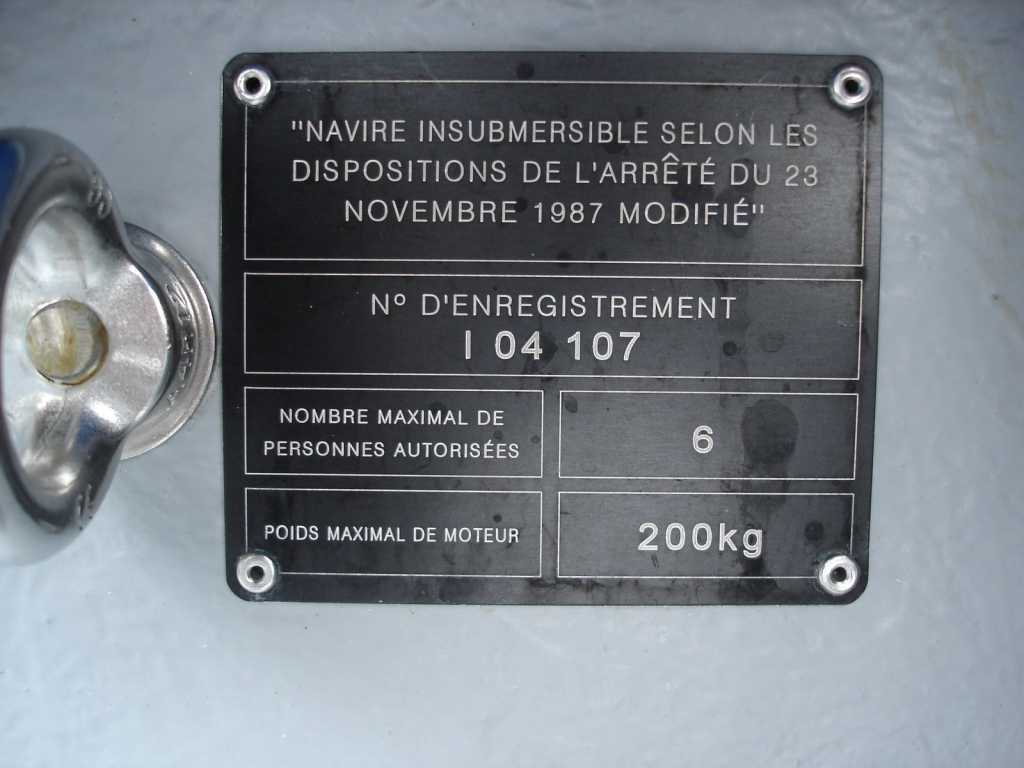 "NAVIRE INSUBMERSIBLE SELON LES
DISPOSITIONS DE L'ARRÊTÉ DU 23
NOVEMBRE 1987 MODIFIÉ"
Nº D'ENREGISTREMENT
I 04 107
NOMBRE MAXIMAL DE
PERSONNES AUTORISÉES
6
POIDS MAXIMAL DE MOTEUR
200kg